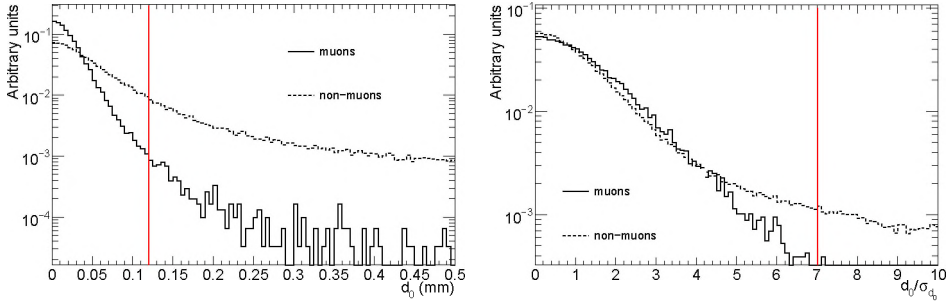 Arbitrary units
10⁻¹
10⁻²
10⁻³
10⁻⁴
muons
non-muons
0 0.05 0.1 0.15 0.2 0.25 0.3 0.35 0.4 0.45 0.5
d₀ (mm)
Arbitrary units
10⁻¹
10⁻²
10⁻³
muons
non-muons
0 1 2 3 4 5 6 7 8 9 10
d₀/σ_d₀